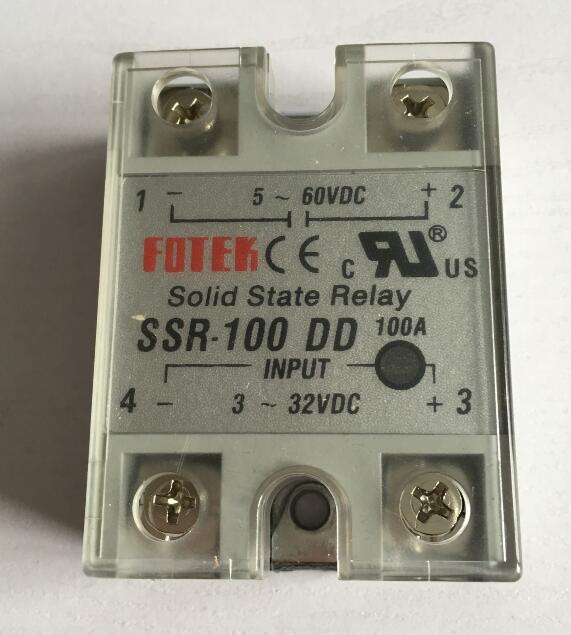 1 − 5 ~ 60VDC + 2
FOTEK CE c RU ® US
Solid State Relay
SSR-100 DD 100A
INPUT
4 − 3 ~ 32VDC + 3